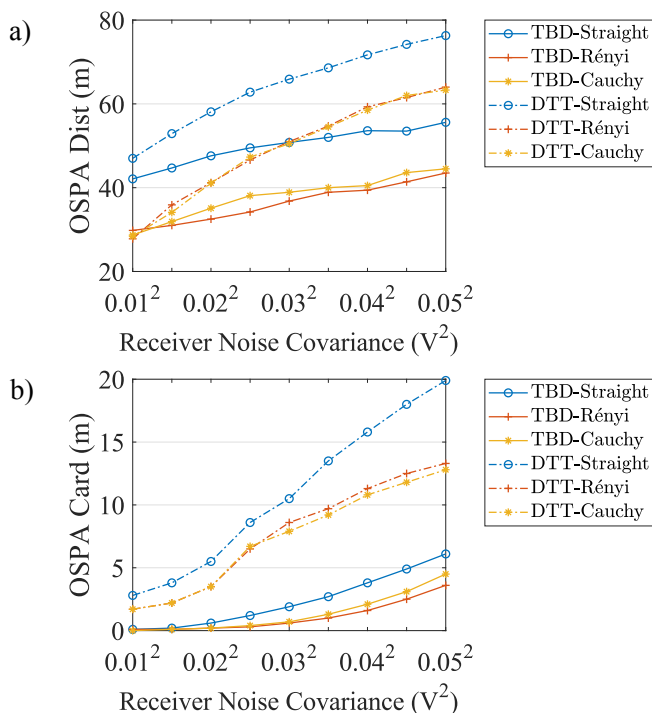 a)
80
60
40
20
OSPA Dist (m)
0.01² 0.02² 0.03² 0.04² 0.05²
Receiver Noise Covariance (V²)
TBD-Straight
TBD-Rényi
TBD-Cauchy
DTT-Straight
DTT-Rényi
DTT-Cauchy
b)
20
15
10
5
0
OSPA Card (m)
0.01² 0.02² 0.03² 0.04² 0.05²
Receiver Noise Covariance (V²)
TBD-Straight
TBD-Rényi
TBD-Cauchy
DTT-Straight
DTT-Rényi
DTT-Cauchy